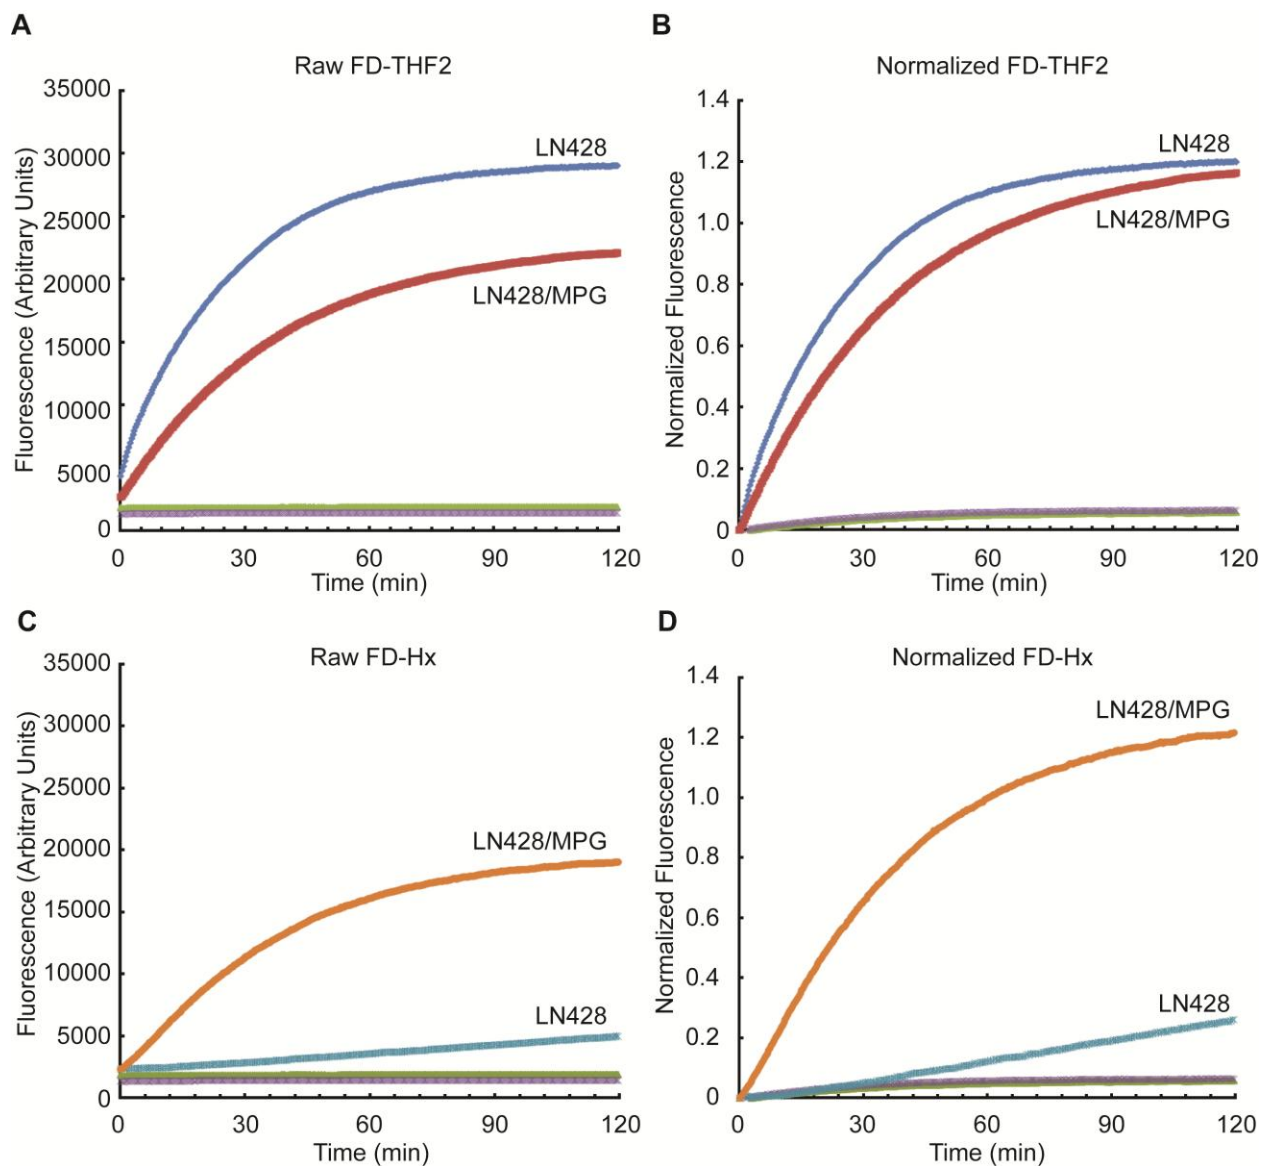 A
Raw FD-THF2
Fluorescence (Arbitrary Units)
35000
30000
25000
20000
15000
10000
5000
0
LN428
LN428/MPG
0 30 60 90 120
Time (min)
B
Normalized FD-THF2
Normalized Fluorescence
1.4
1.2
1.0
0.8
0.6
0.4
0.2
0
LN428
LN428/MPG
0 30 60 90 120
Time (min)
C
Raw FD-Hx
Fluorescence (Arbitrary Units)
35000
30000
25000
20000
15000
10000
5000
0
LN428/MPG
LN428
0 30 60 90 120
Time (min)
D
Normalized FD-Hx
Normalized Fluorescence
1.4
1.2
1.0
0.8
0.6
0.4
0.2
0
LN428/MPG
LN428
0 30 60 90 120
Time (min)